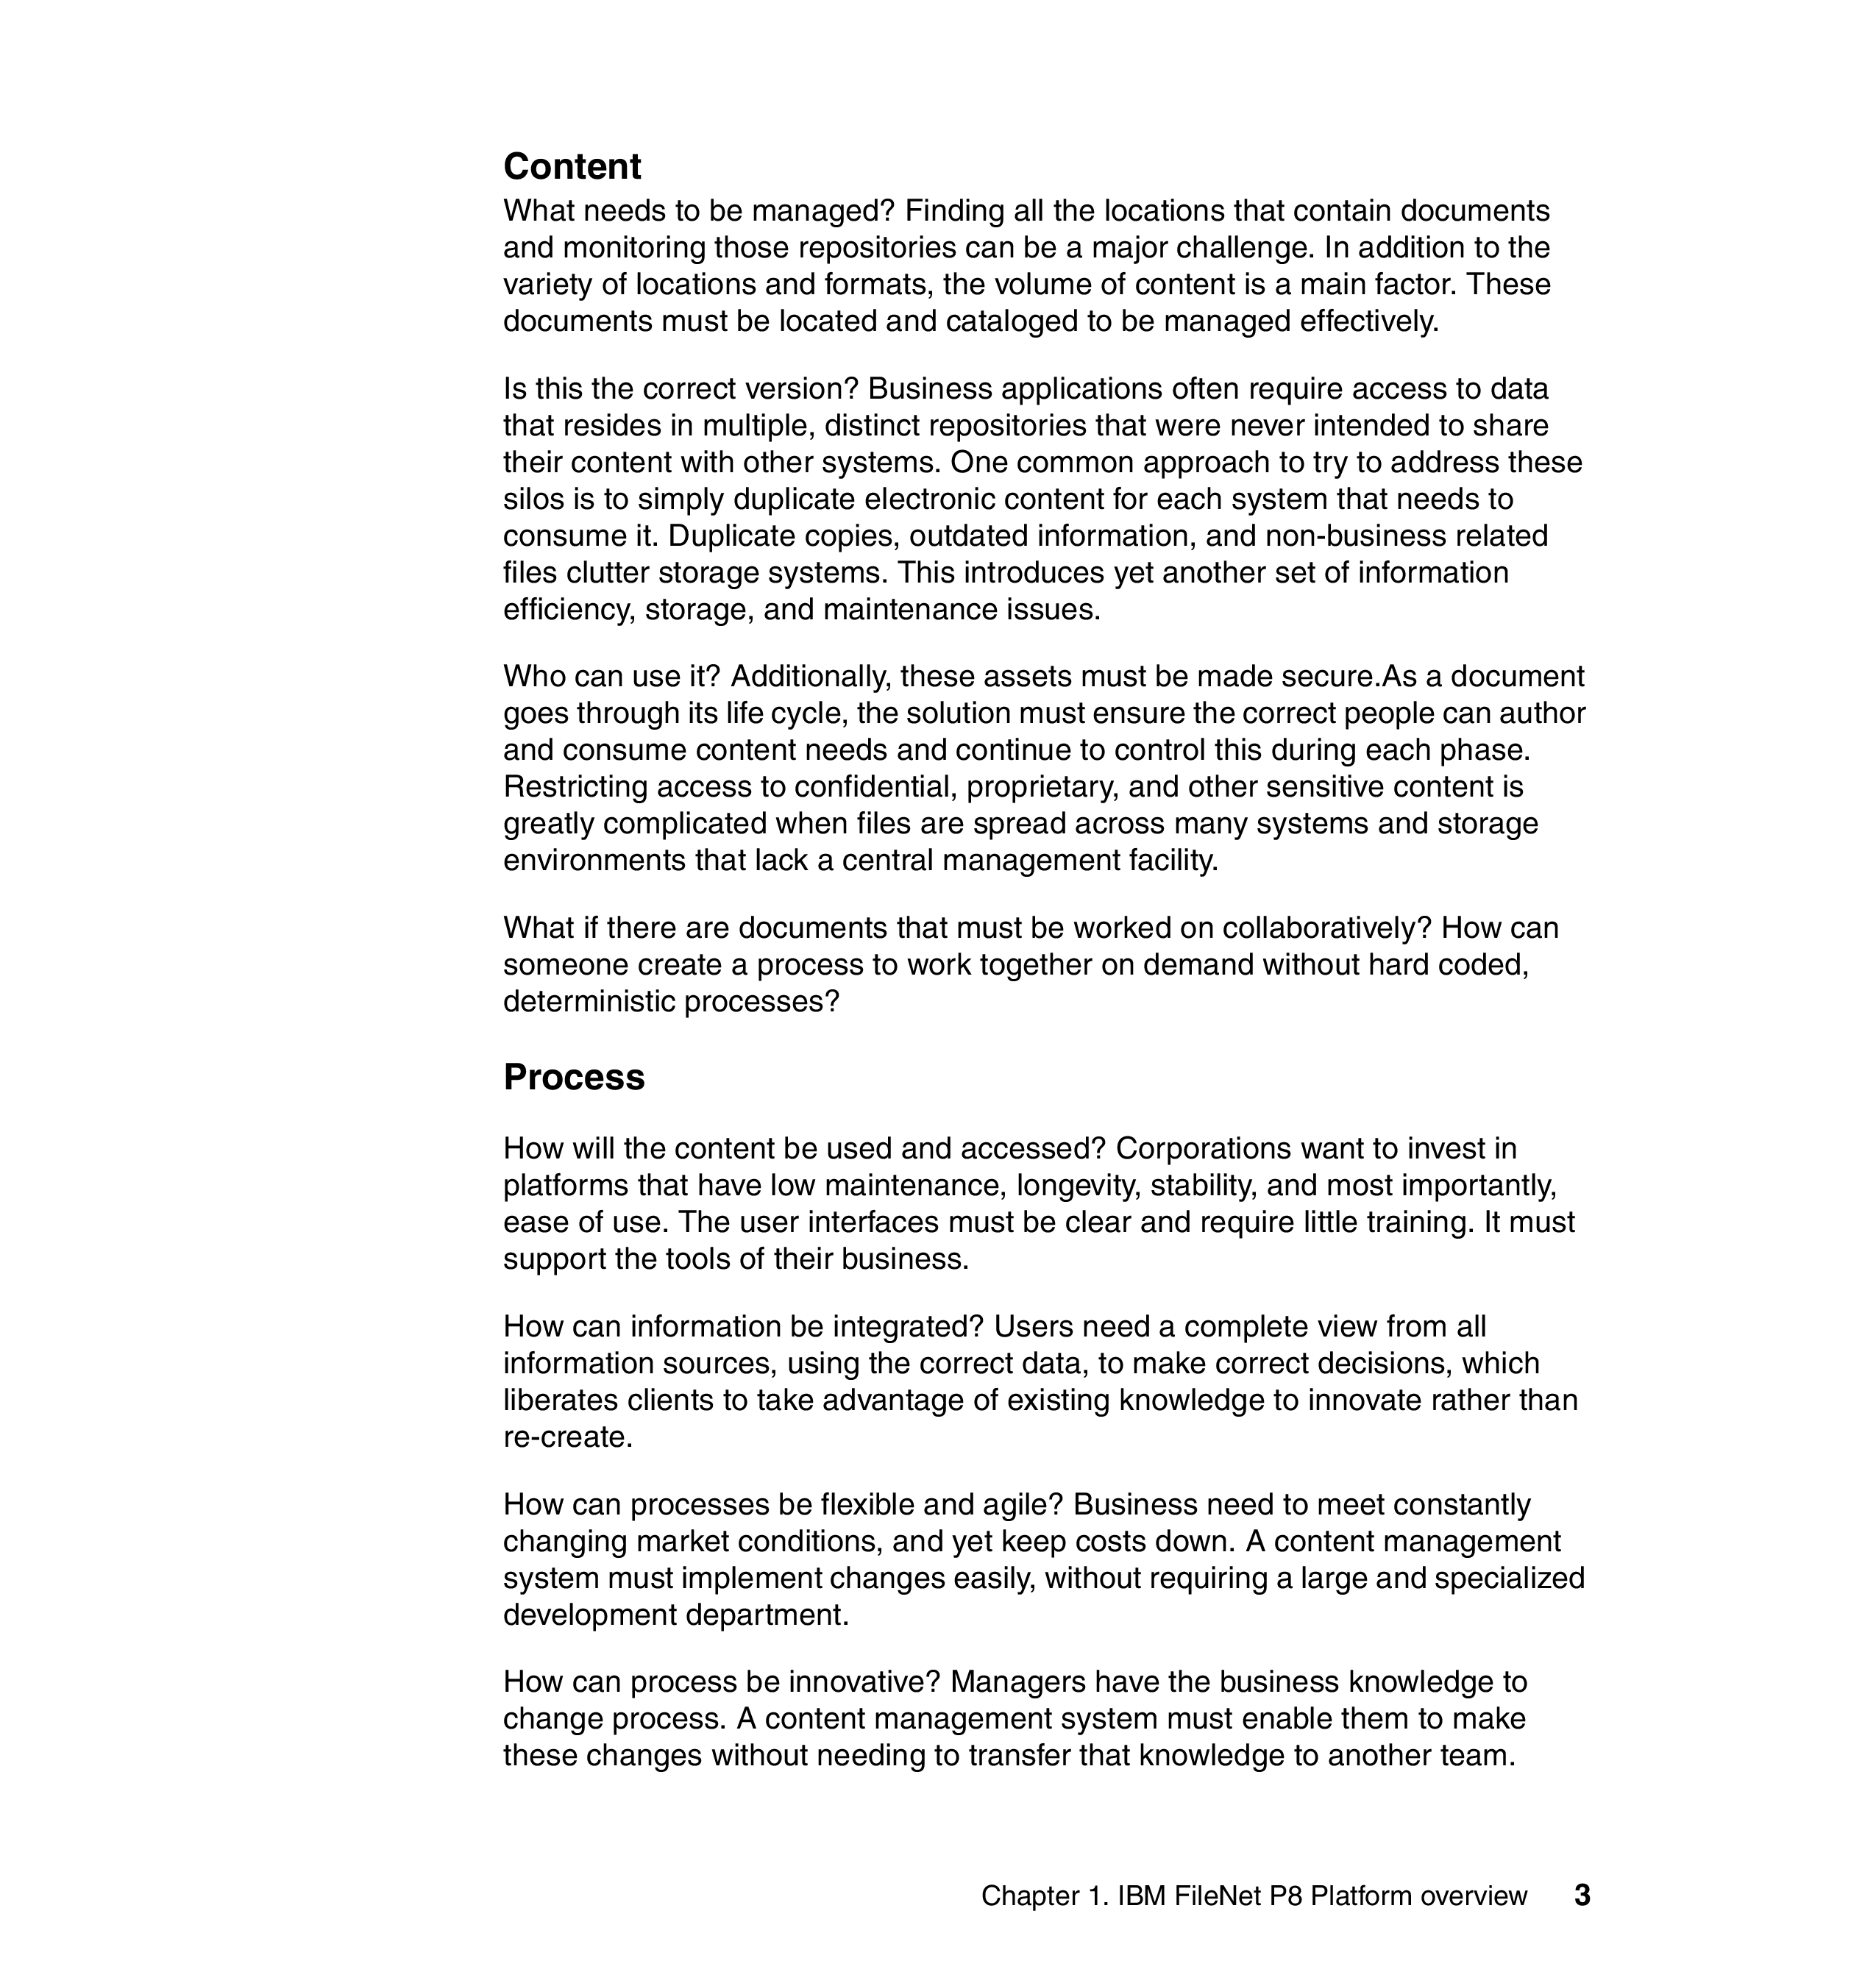 Content
What needs to be managed? Finding all the locations that contain documents
and monitoring those repositories can be a major challenge. In addition to the
variety of locations and formats, the volume of content is a main factor. These
documents must be located and cataloged to be managed effectively.
Is this the correct version? Business applications often require access to data
that resides in multiple, distinct repositories that were never intended to share
their content with other systems. One common approach to try to address these
silos is to simply duplicate electronic content for each system that needs to
consume it. Duplicate copies, outdated information, and non-business related
files clutter storage systems. This introduces yet another set of information
efficiency, storage, and maintenance issues.
Who can use it? Additionally, these assets must be made secure.As a document
goes through its life cycle, the solution must ensure the correct people can author
and consume content needs and continue to control this during each phase.
Restricting access to confidential, proprietary, and other sensitive content is
greatly complicated when files are spread across many systems and storage
environments that lack a central management facility.
What if there are documents that must be worked on collaboratively? How can
someone create a process to work together on demand without hard coded,
deterministic processes?
Process
How will the content be used and accessed? Corporations want to invest in
platforms that have low maintenance, longevity, stability, and most importantly,
ease of use. The user interfaces must be clear and require little training. It must
support the tools of their business.
How can information be integrated? Users need a complete view from all
information sources, using the correct data, to make correct decisions, which
liberates clients to take advantage of existing knowledge to innovate rather than
re-create.
How can processes be flexible and agile? Business need to meet constantly
changing market conditions, and yet keep costs down. A content management
system must implement changes easily, without requiring a large and specialized
development department.
How can process be innovative? Managers have the business knowledge to
change process. A content management system must enable them to make
these changes without needing to transfer that knowledge to another team.
Chapter 1. IBM FileNet P8 Platform overview 3